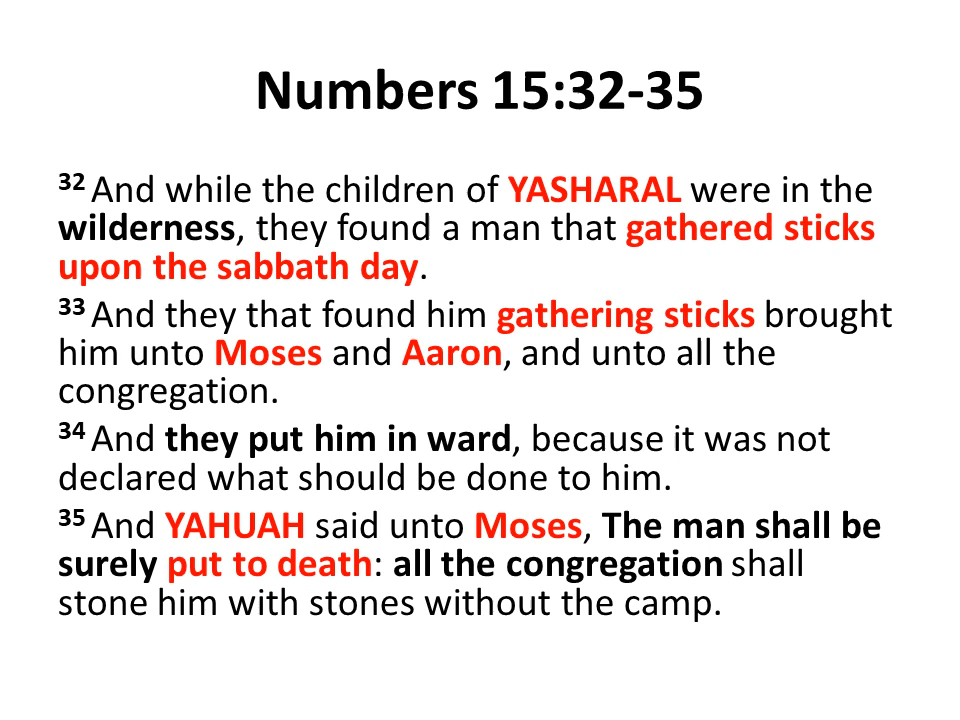 Numbers 15:32-35
32 And while the children of YASHARAL were in the
wilderness, they found a man that gathered sticks
upon the sabbath day.
33 And they that found him gathering sticks brought
him unto Moses and Aaron, and unto all the
congregation.
34 And they put him in ward, because it was not
declared what should be done to him.
35 And YAHUAH said unto Moses, The man shall be
surely put to death: all the congregation shall
stone him with stones without the camp.